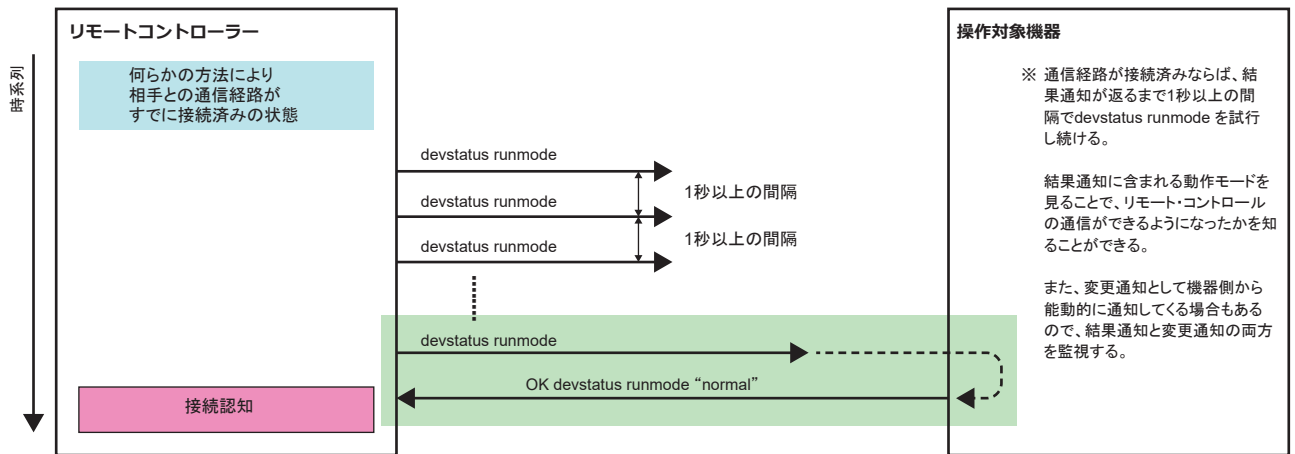 時系列
リモートコントローラー
何らかの方法により
相手との通信経路が
すでに接続済みの状態
devstatus runmode
1秒以上の間隔
devstatus runmode
1秒以上の間隔
devstatus runmode
devstatus runmode
OK devstatus runmode “normal”
接続認知
操作対象機器
※ 通信経路が接続済みならば、結
果通知が返るまで1秒以上の間
隔でdevstatus runmode を試行
し続ける。
結果通知に含まれる動作モードを
見ることで、リモート・コントロール
の通信ができるようになったかを知
ることができる。
また、変更通知として機器側から
能動的に通知してくる場合もある
ので、結果通知と変更通知の両方
を監視する。